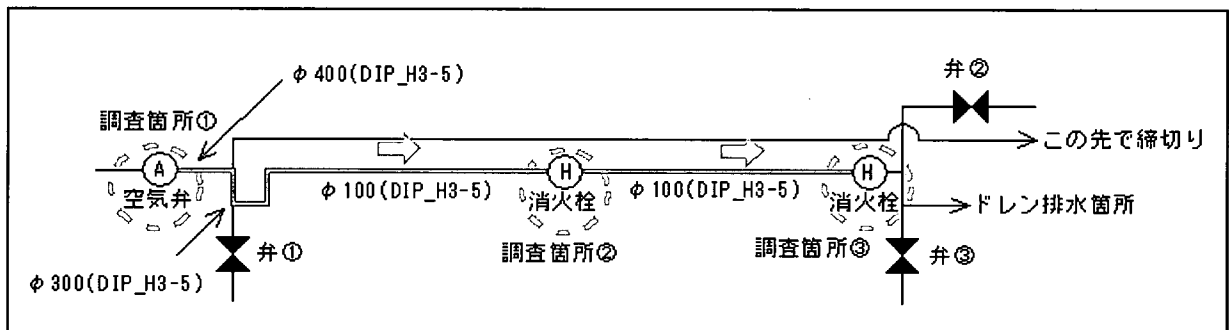 φ400(DIP_H3-5)
弁②
調査箇所①
この先で締切り
A
H
H
空気弁
φ100(DIP_H3-5)
消火栓
φ100(DIP_H3-5)
消火栓
ドレン排水箇所
弁①
調査箇所②
調査箇所③
弁③
φ300(DIP_H3-5)